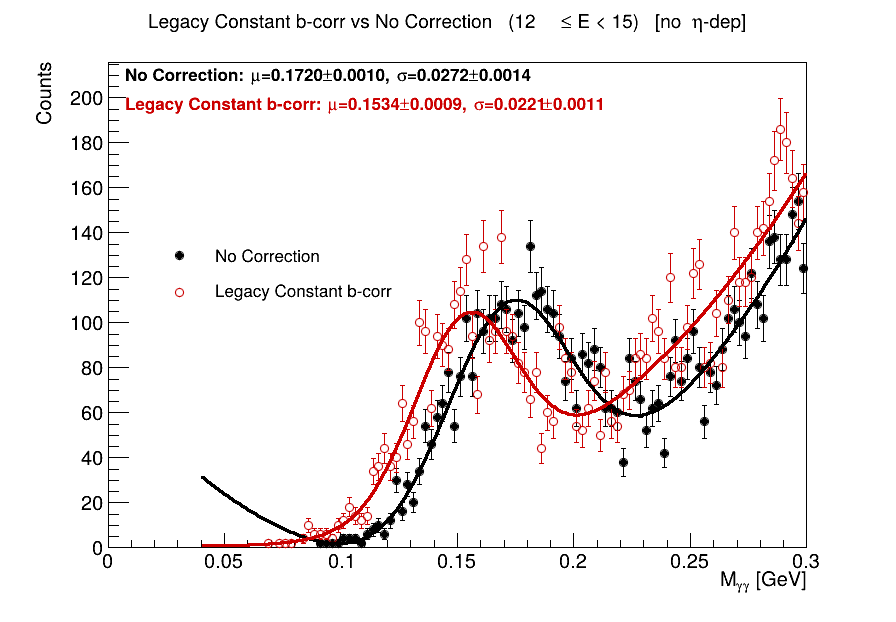 Legacy Constant b-corr vs No Correction (12 ≤ E < 15) [no η-dep]
Counts
No Correction: μ=0.1720±0.0010, σ=0.0272±0.0014
Legacy Constant b-corr: μ=0.1534±0.0009, σ=0.0221±0.0011
200
180
160
140
120
100
80
60
40
20
0
No Correction
Legacy Constant b-corr
0 0.05 0.1 0.15 0.2 0.25 0.3
Mγγ [GeV]